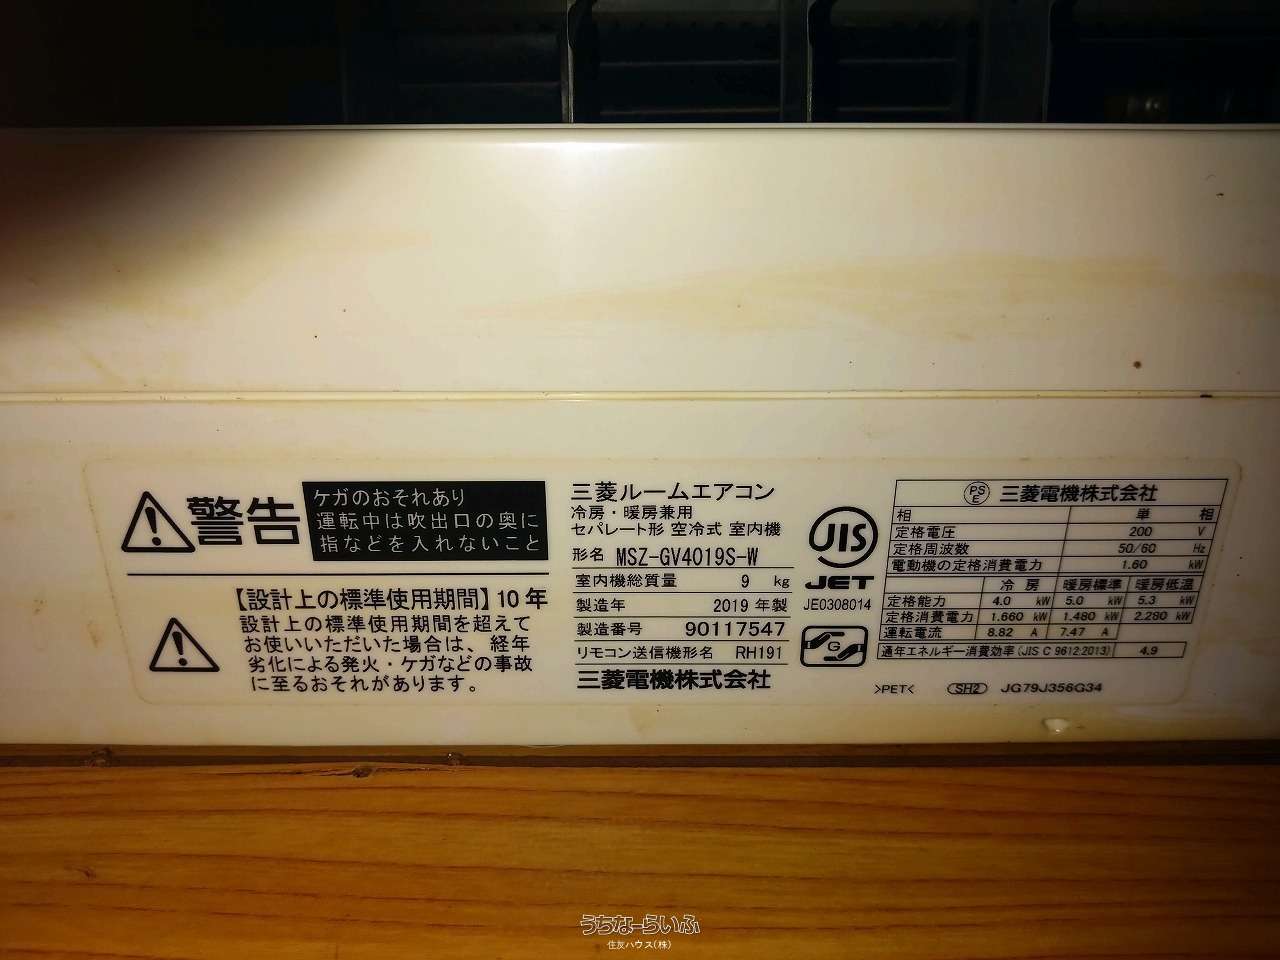 警告
ケガのおそれあり
運転中は吹出口の奥に
指などを入れないこと
【設計上の標準使用期間】10年
設計上の標準使用期間を超えて
お使いいただいた場合は、経年
劣化による発火・ケガなどの事故
に至るおそれがあります。
三菱ルームエアコン
冷房・暖房兼用
セパレート形 空冷式 室内機
形名 MSZ-GV4019S-W
室内機総質量 9 kg
製造年 2019 年製
製造番号 90117547
リモコン送信機形名 RH191
三菱電機株式会社
JIS
JET
JE0308014
G
PS
E
三菱電機株式会社
相 単 相
定格電圧 200 V
定格周波数 50/60 Hz
電動機の定格消費電力 1.60 kW
冷 房 暖房標準 暖房低温
定格能力 4.0 kW 5.0 kW 5.3 kW
定格消費電力 1.660 kW 1.480 kW 2.280 kW
運転電流 8.82 A 7.47 A
通年エネルギー消費効率(JIS C 9612:2013) 4.9
>PET< SH2 JG79J356G34
うちなーらいふ
住友ハウス(株)